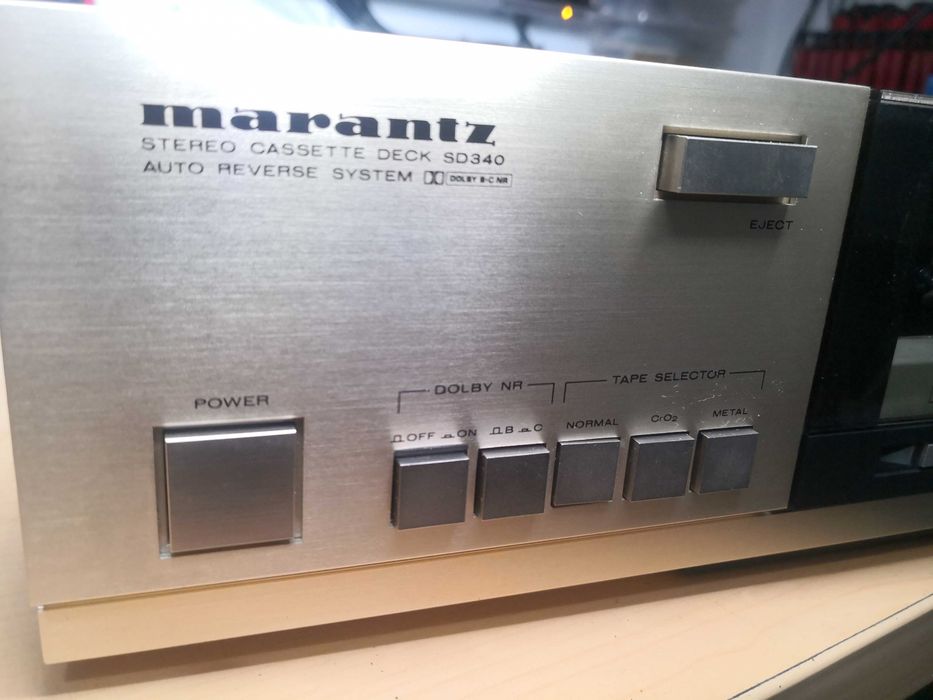 marantz
STEREO CASSETTE DECK SD340
AUTO REVERSE SYSTEM DOLBY B-C NR
EJECT
POWER
DOLBY NR
TAPE SELECTOR
OFF ON
B C
NORMAL
CrO2
METAL